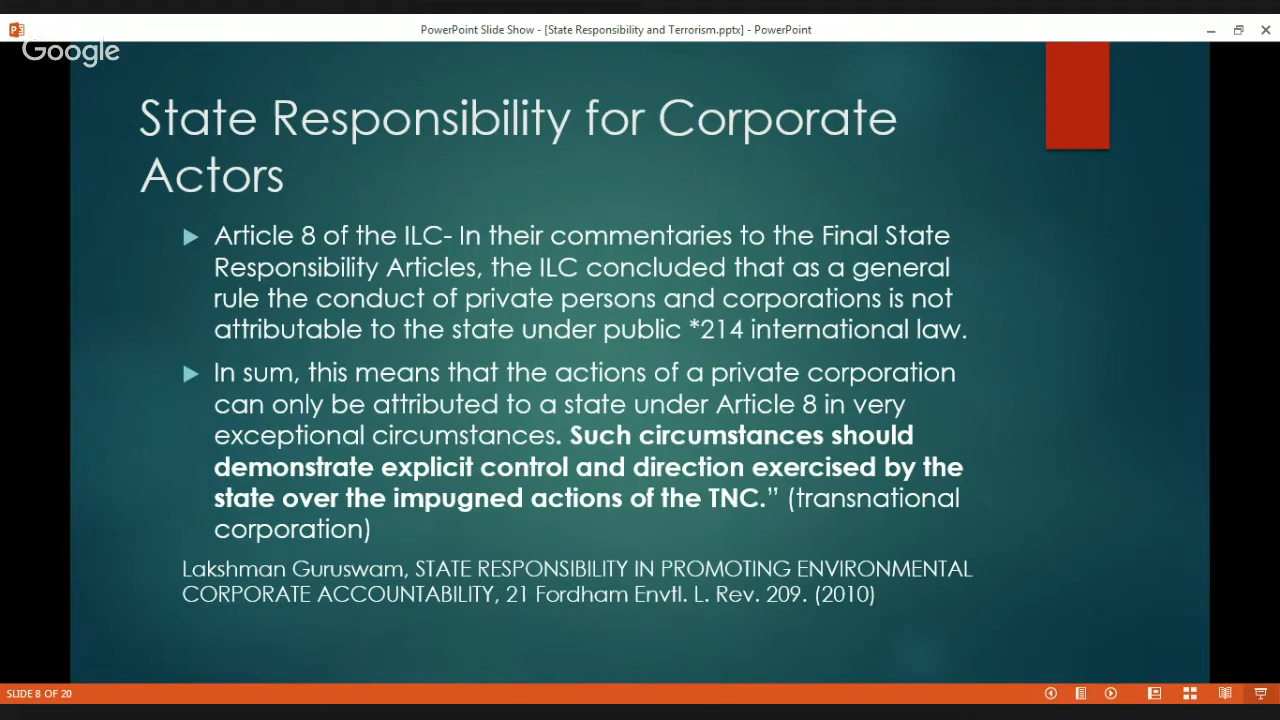 PowerPoint Slide Show - [State Responsibility and Terrorism.pptx] - PowerPoint
Google
State Responsibility for Corporate
Actors
Article 8 of the ILC- In their commentaries to the Final State
Responsibility Articles, the ILC concluded that as a general
rule the conduct of private persons and corporations is not
attributable to the state under public *214 international law.
In sum, this means that the actions of a private corporation
can only be attributed to a state under Article 8 in very
exceptional circumstances. Such circumstances should
demonstrate explicit control and direction exercised by the
state over the impugned actions of the TNC.” (transnational
corporation)
Lakshman Guruswam, STATE RESPONSIBILITY IN PROMOTING ENVIRONMENTAL
CORPORATE ACCOUNTABILITY, 21 Fordham Envtl. L. Rev. 209. (2010)
SLIDE 8 OF 20